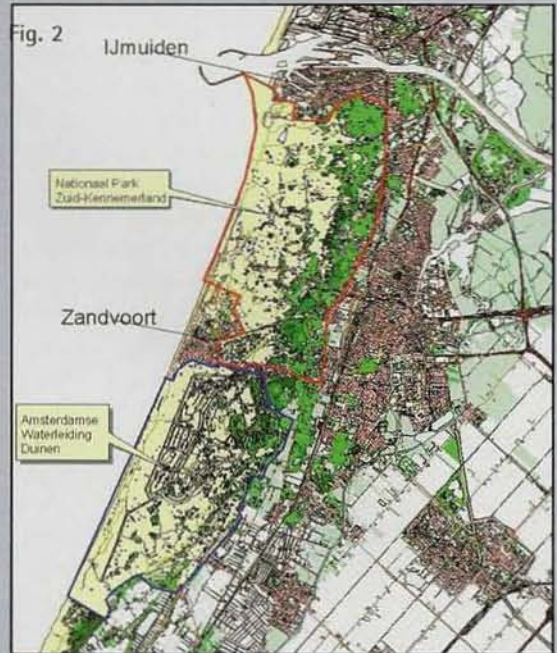 Fig. 2
IJmuiden
Nationaal Park
Zuid-Kennemerland
Zandvoort
Amsterdamse
Waterleiding
Duinen